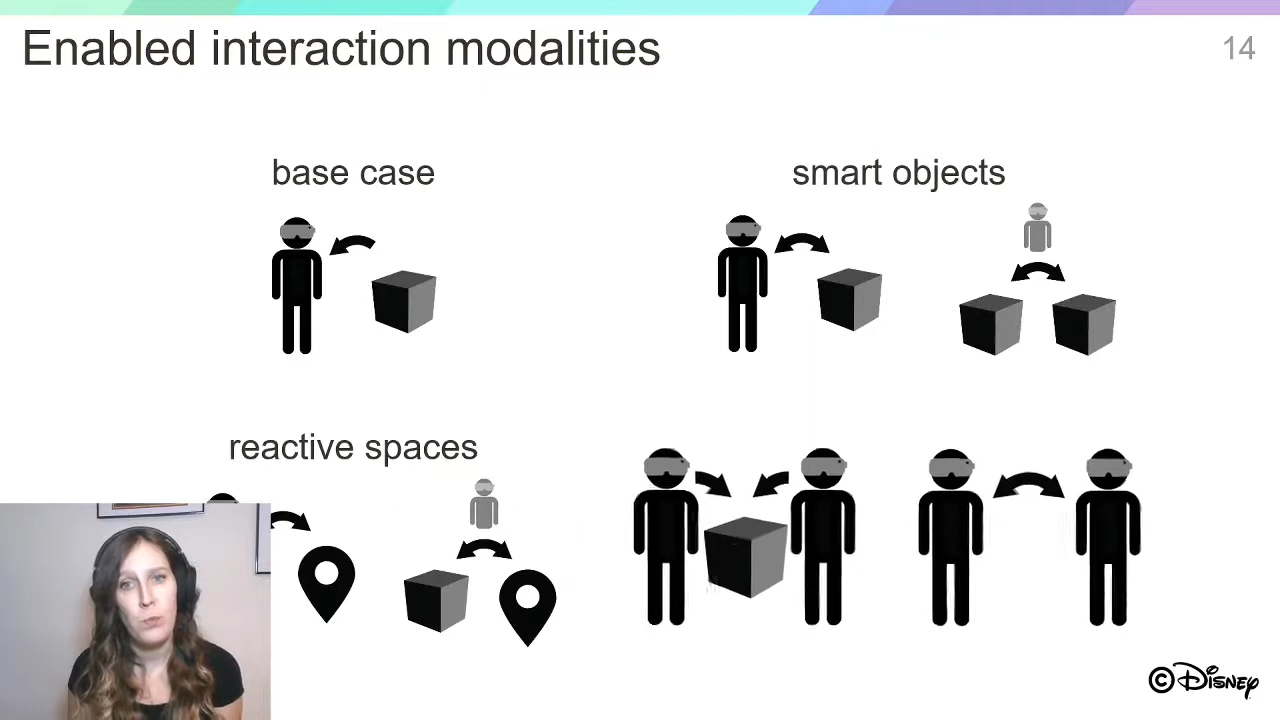 Enabled interaction modalities
14
base case
smart objects
reactive spaces
© Disney